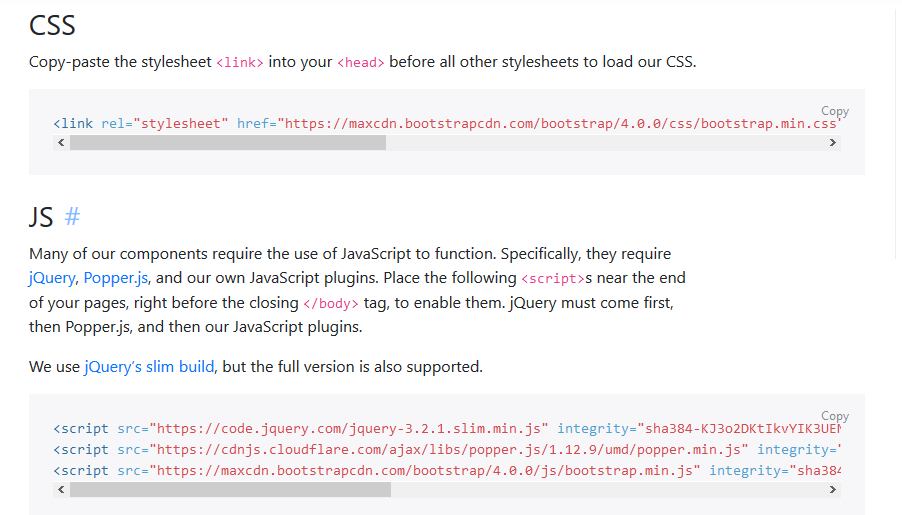 CSS
Copy-paste the stylesheet <link> into your <head> before all other stylesheets to load our CSS.
Copy
<link rel="stylesheet" href="https://maxcdn.bootstrapcdn.com/bootstrap/4.0.0/css/bootstrap.min.css"
JS #
Many of our components require the use of JavaScript to function. Specifically, they require
jQuery, Popper.js, and our own JavaScript plugins. Place the following <script>s near the end
of your pages, right before the closing </body> tag, to enable them. jQuery must come first,
then Popper.js, and then our JavaScript plugins.
We use jQuery’s slim build, but the full version is also supported.
Copy
<script src="https://code.jquery.com/jquery-3.2.1.slim.min.js" integrity="sha384-KJ3o2DKtIkvYIK3UEN
<script src="https://cdnjs.cloudflare.com/ajax/libs/popper.js/1.12.9/umd/popper.min.js" integrity="
<script src="https://maxcdn.bootstrapcdn.com/bootstrap/4.0.0/js/bootstrap.min.js" integrity="sha384